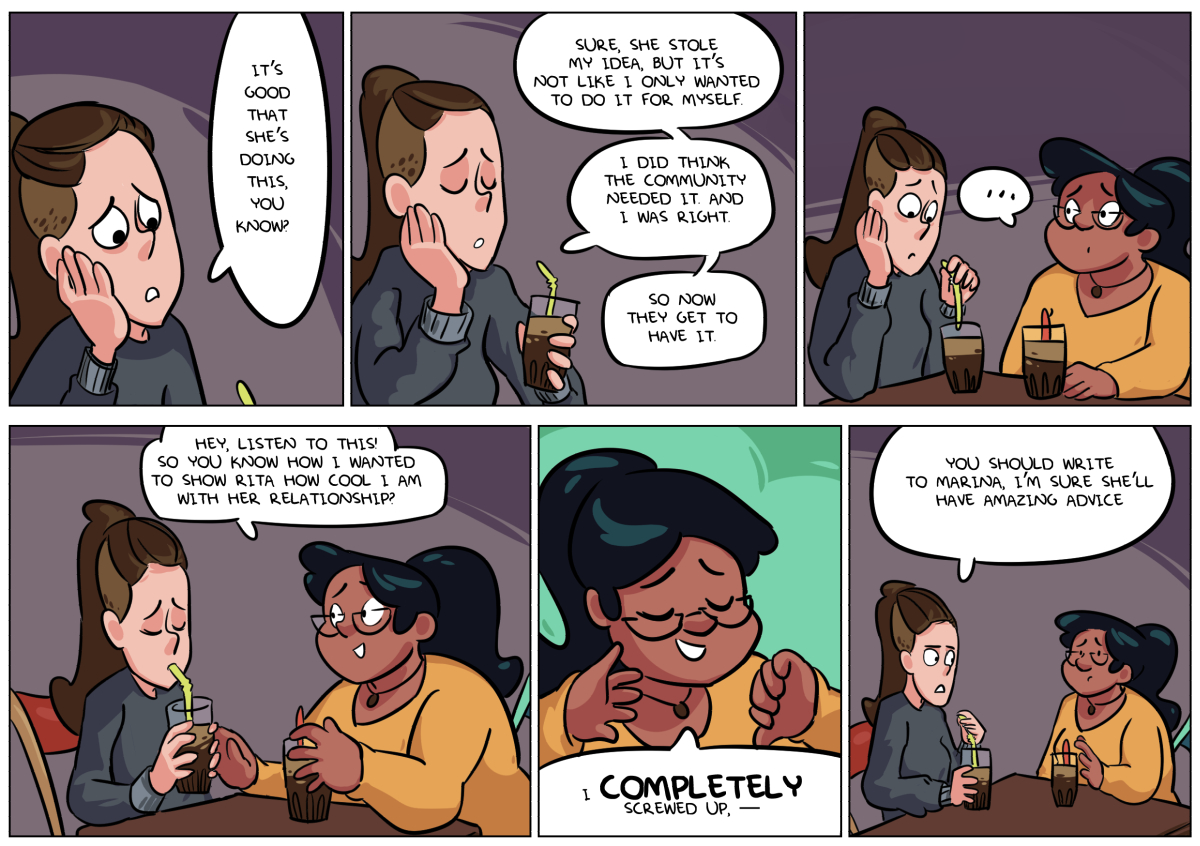 IT'S
GOOD
THAT
SHE'S
DOING
THIS,
YOU
KNOW?
SURE, SHE STOLE
MY IDEA, BUT IT'S
NOT LIKE I ONLY WANTED
TO DO IT FOR MYSELF.
I DID THINK
THE COMMUNITY
NEEDED IT. AND
I WAS RIGHT.
SO NOW
THEY GET TO
HAVE IT.
...
HEY, LISTEN TO THIS!
SO YOU KNOW HOW I WANTED
TO SHOW RITA HOW COOL I AM
WITH HER RELATIONSHIP?
I COMPLETELY
SCREWED UP, —
YOU SHOULD WRITE
TO MARINA, I'M SURE SHE'LL
HAVE AMAZING ADVICE